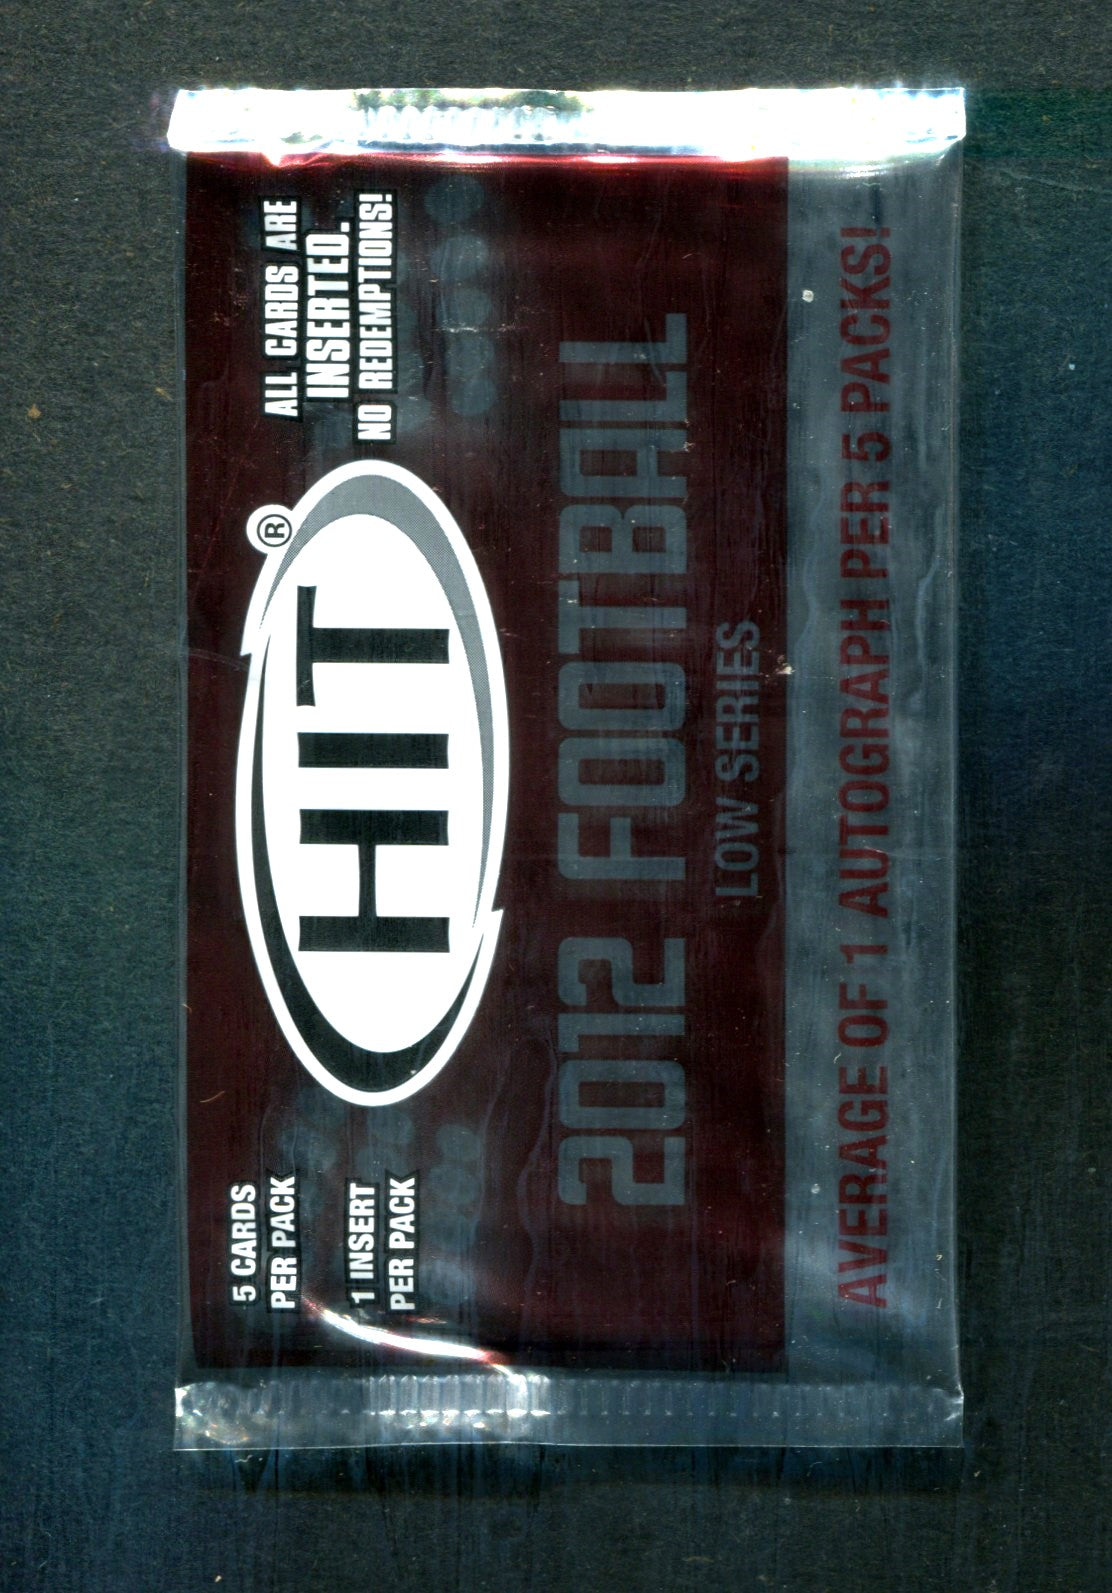 5 CARDS
PER PACK
1 INSERT
PER PACK
HIT®
ALL CARDS ARE
INSERTED.
NO REDEMPTIONS!
2012 FOOTBALL
LOW SERIES
AVERAGE OF 1 AUTOGRAPH PER 5 PACKS!